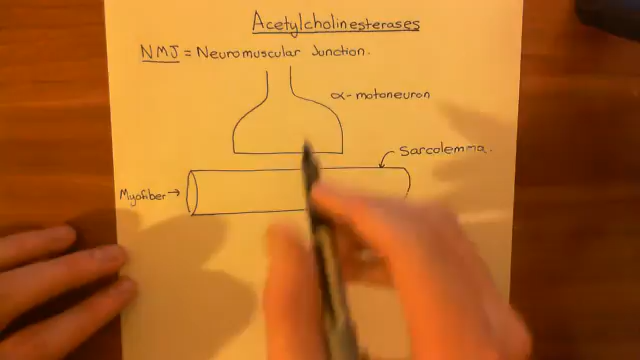 Acetylcholinesterases
NMJ = Neuromuscular Junction.
α-motoneuron
Sarcolemma.
Myofiber →